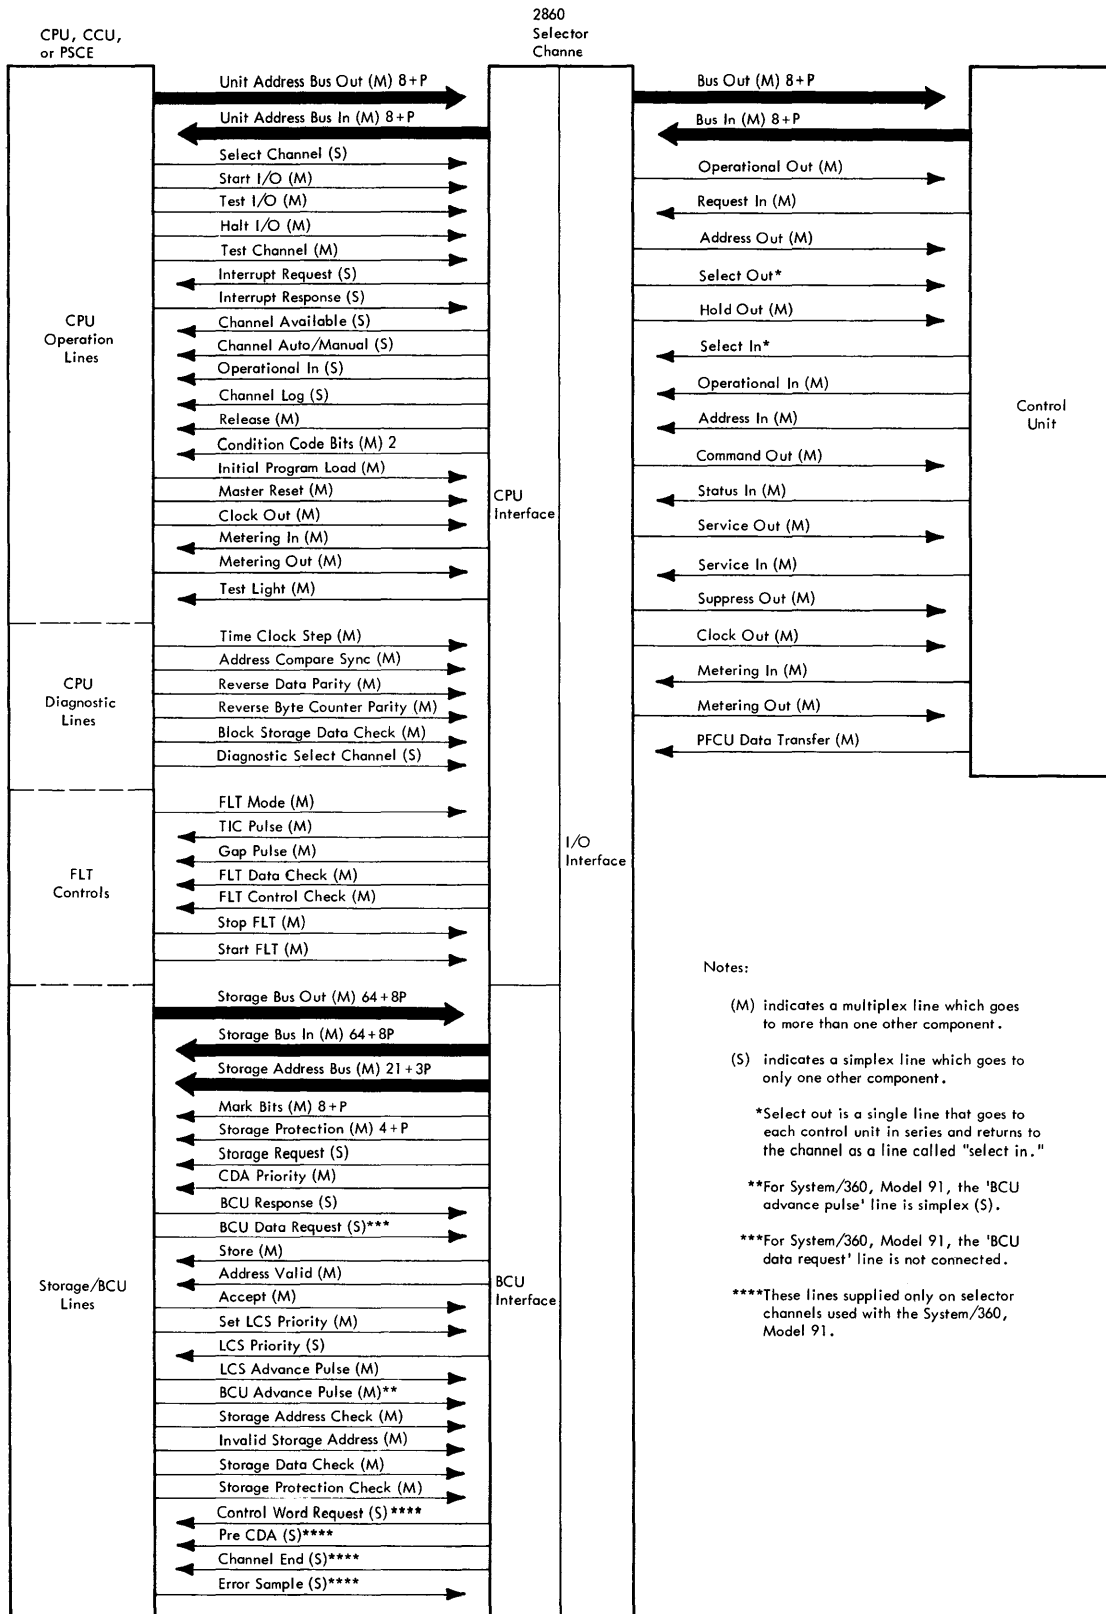 CPU, CCU,
or PSCE
2860
Selector
Channe
Unit Address Bus Out (M) 8+P
Unit Address Bus In (M) 8+P
Select Channel (S)
Start I/O (M)
Test I/O (M)
Halt I/O (M)
Test Channel (M)
Interrupt Request (S)
Interrupt Response (S)
Channel Available (S)
Channel Auto/Manual (S)
Operational In (S)
Channel Log (S)
Release (M)
Condition Code Bits (M) 2
Initial Program Load (M)
Master Reset (M)
Clock Out (M)
Metering In (M)
Metering Out (M)
Test Light (M)
CPU
Operation
Lines
Time Clock Step (M)
Address Compare Sync (M)
Reverse Data Parity (M)
Reverse Byte Counter Parity (M)
Block Storage Data Check (M)
Diagnostic Select Channel (S)
CPU
Diagnostic
Lines
FLT Mode (M)
TIC Pulse (M)
Gap Pulse (M)
FLT Data Check (M)
FLT Control Check (M)
Stop FLT (M)
Start FLT (M)
FLT
Controls
Storage Bus Out (M) 64+8P
Storage Bus In (M) 64+8P
Storage Address Bus (M) 21+3P
Mark Bits (M) 8+P
Storage Protection (M) 4+P
Storage Request (S)
CDA Priority (M)
BCU Response (S)
BCU Data Request (S)***
Store (M)
Address Valid (M)
Accept (M)
Set LCS Priority (M)
LCS Priority (S)
LCS Advance Pulse (M)
BCU Advance Pulse (M)**
Storage Address Check (M)
Invalid Storage Address (M)
Storage Data Check (M)
Storage Protection Check (M)
Control Word Request (S)****
Pre CDA (S)****
Channel End (S)****
Error Sample (S)****
Storage/BCU
Lines
CPU
Interface
BCU
Interface
I/O
Interface
Bus Out (M) 8+P
Bus In (M) 8+P
Operational Out (M)
Request In (M)
Address Out (M)
Select Out*
Hold Out (M)
Select In*
Operational In (M)
Address In (M)
Command Out (M)
Status In (M)
Service Out (M)
Service In (M)
Suppress Out (M)
Clock Out (M)
Metering In (M)
Metering Out (M)
PFCU Data Transfer (M)
Control
Unit
Notes:
(M) indicates a multiplex line which goes
to more than one other component.
(S) indicates a simplex line which goes to
only one other component.
*Select out is a single line that goes to
each control unit in series and returns to
the channel as a line called "select in."
**For System/360, Model 91, the 'BCU
advance pulse' line is simplex (S).
***For System/360, Model 91, the 'BCU
data request' line is not connected.
****These lines supplied only on selector
channels used with the System/360,
Model 91.